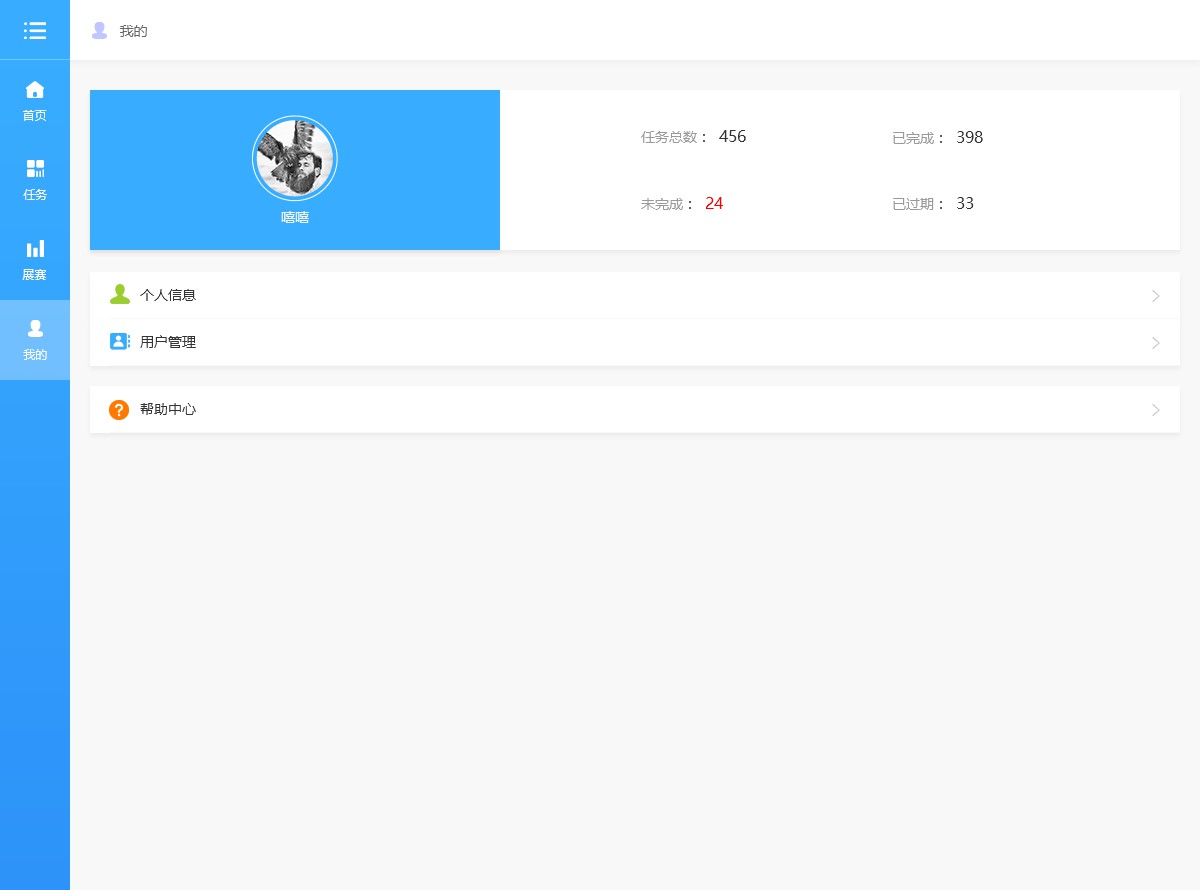 我的
首页
任务
展赛
我的
嘻嘻
任务总数： 456
已完成： 398
未完成： 24
已过期： 33
个人信息
用户管理
帮助中心